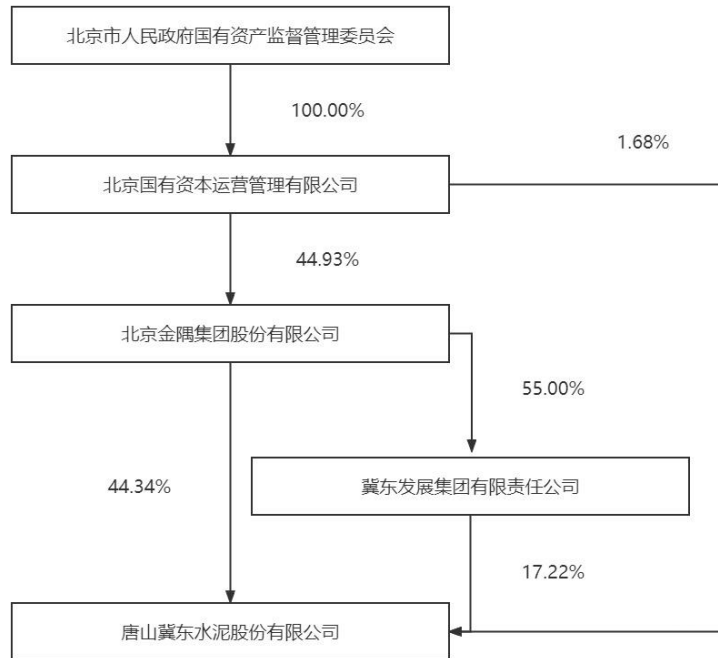 北京市人民政府国有资产监督管理委员会
100.00%
1.68%
北京国有资本运营管理有限公司
44.93%
北京金隅集团股份有限公司
55.00%
44.34%
冀东发展集团有限责任公司
17.22%
唐山冀东水泥股份有限公司